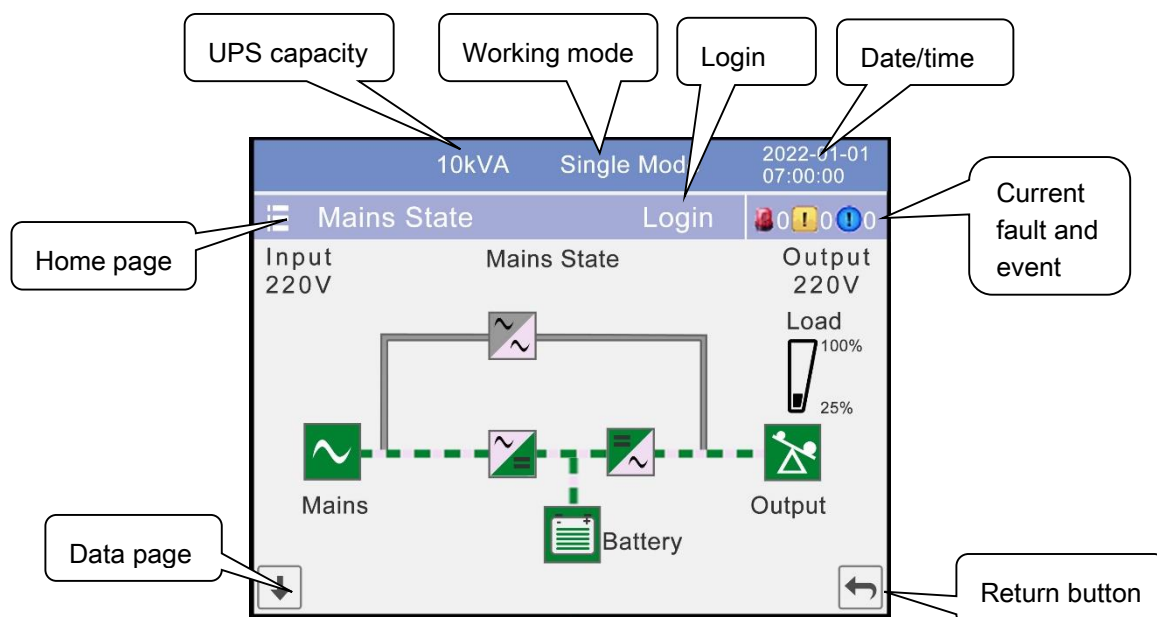 UPS capacity
Working mode
Login
Date/time
10kVA
Single Mod
2022-01-01
07:00:00
Mains State
Login
0
!
0
!
0
Current
fault and
event
Home page
Input
220V
Mains State
Output
220V
Load
100%
25%
Mains
Battery
Output
Data page
Return button